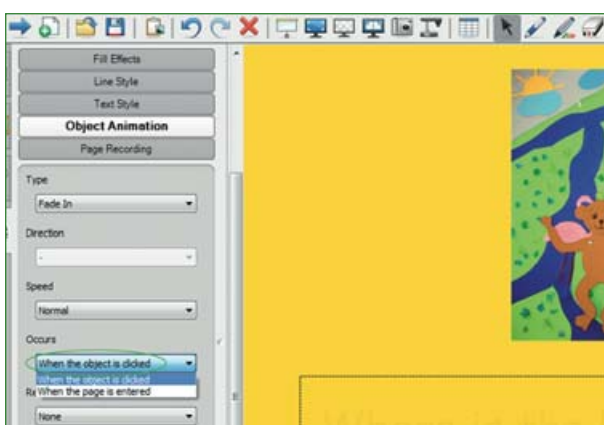 Fill Effects
Line Style
Text Style
Object Animation
Page Recording
Type
Fade In
Direction
-
Speed
Normal
Occurs
When the object is clicked
When the object is clicked
Re
When the page is entered
None